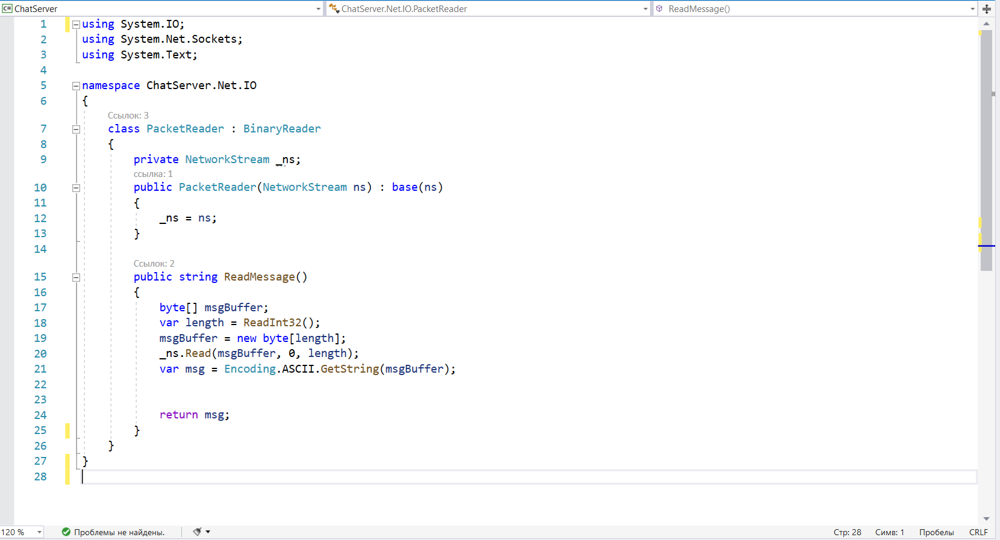 C# ChatServer ChatServer.Net.IO.PacketReader ReadMessage()
1 using System.IO;
2 using System.Net.Sockets;
3 using System.Text;
4
5 namespace ChatServer.Net.IO
6 {
Ссылок: 3
7 class PacketReader : BinaryReader
8 {
9 private NetworkStream _ns;
ссылка: 1
10 public PacketReader(NetworkStream ns) : base(ns)
11 {
12 _ns = ns;
13 }
14
Ссылок: 2
15 public string ReadMessage()
16 {
17 byte[] msgBuffer;
18 var length = ReadInt32();
19 msgBuffer = new byte[length];
20 _ns.Read(msgBuffer, 0, length);
21 var msg = Encoding.ASCII.GetString(msgBuffer);
22
23
24 return msg;
25 }
26 }
27 }
28
120 % Проблемы не найдены. Стр: 28 Симв: 1 Пробелы CRLF